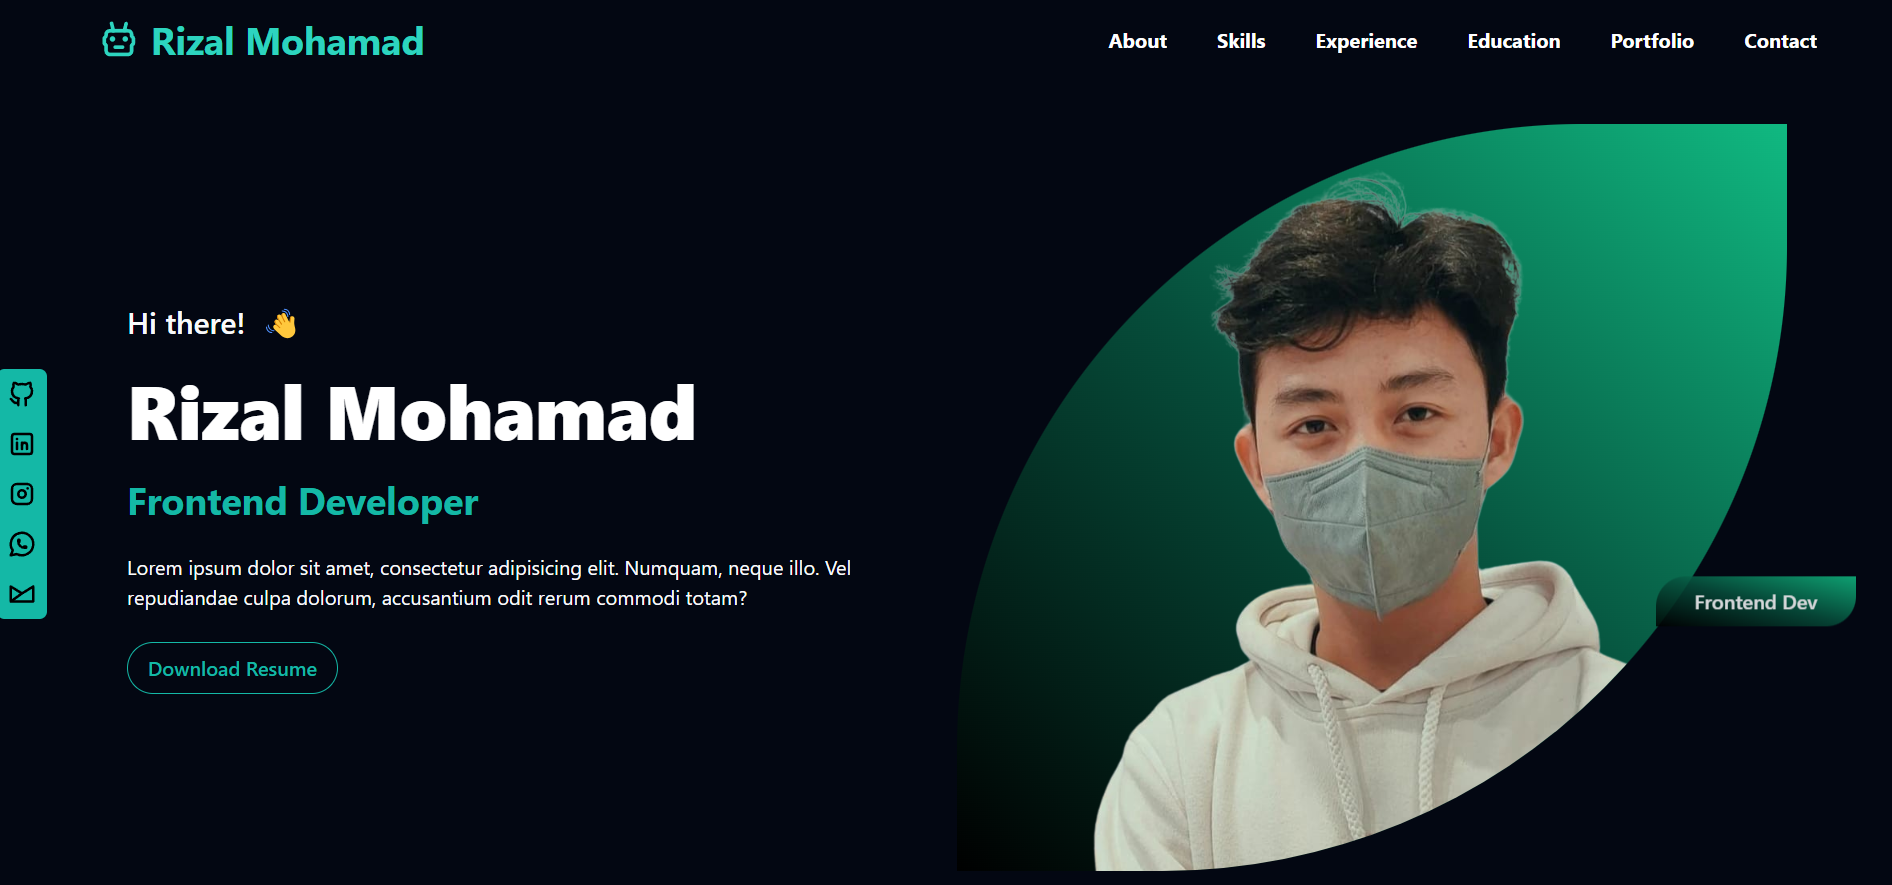 Rizal Mohamad
About
Skills
Experience
Education
Portfolio
Contact
Hi there! 👋
Rizal Mohamad
Frontend Developer
Lorem ipsum dolor sit amet, consectetur adipisicing elit. Numquam, neque illo. Vel
repudiandae culpa dolorum, accusantium odit rerum commodi totam?
Download Resume
Frontend Dev